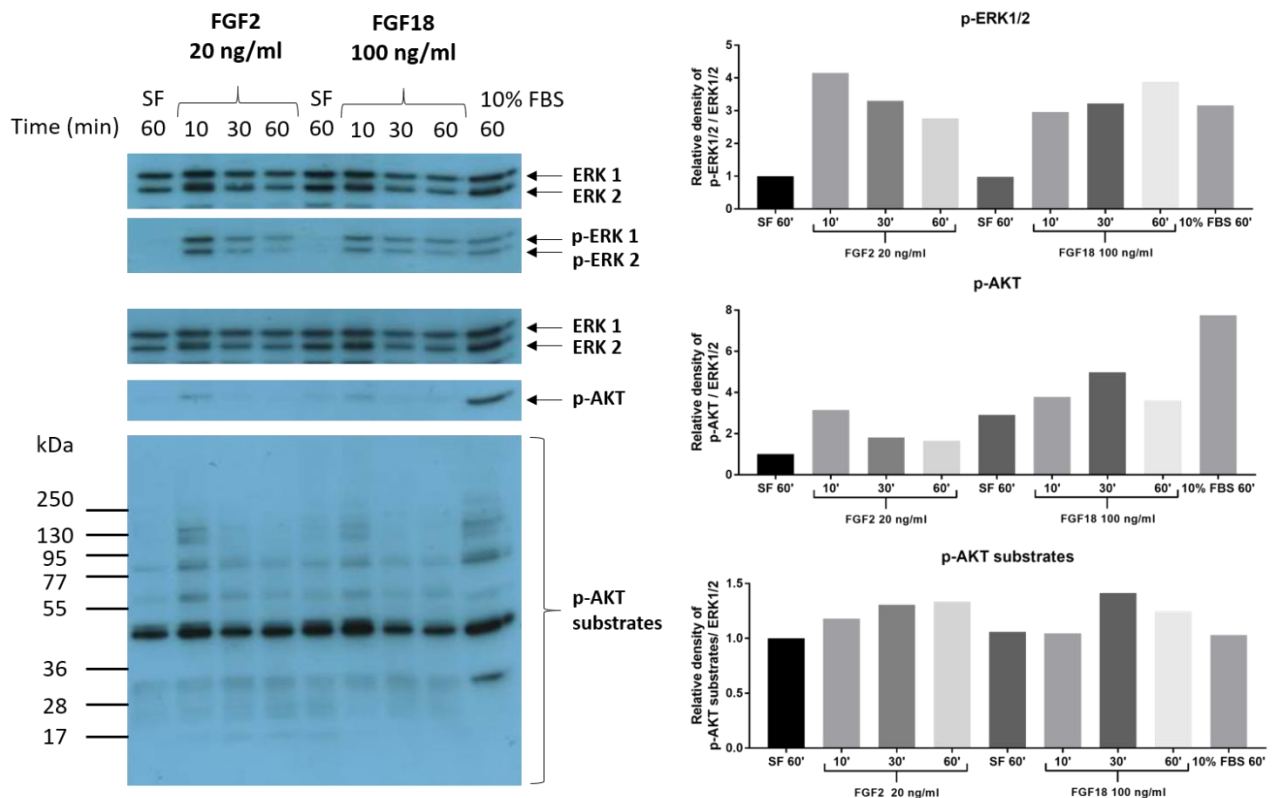 FGF2
20 ng/ml
FGF18
100 ng/ml
SF
SF
10% FBS
Time (min) 60 10 30 60 60 10 30 60 60
ERK 1
ERK 2
p-ERK 1
p-ERK 2
ERK 1
ERK 2
p-AKT
kDa
250
130
95
77
55
36
28
17
p-AKT
substrates
p-ERK1/2
Relative density of
p-ERK1/2 / ERK1/2
5
4
3
2
1
0
SF 60' 10' 30' 60' SF 60' 10' 30' 60' 10% FBS 60'
FGF2 20 ng/ml FGF18 100 ng/ml
p-AKT
Relative density of
p-AKT / ERK1/2
8
6
4
2
0
SF 60' 10' 30' 60' SF 60' 10' 30' 60' 10% FBS 60'
FGF2 20 ng/ml FGF18 100 ng/ml
p-AKT substrates
Relative density of
p-AKT substrates/ ERK1/2
1.5
1.0
0.5
0.0
SF 60' 10' 30' 60' SF 60' 10' 30' 60' 10% FBS 60'
FGF2 20 ng/ml FGF18 100 ng/ml